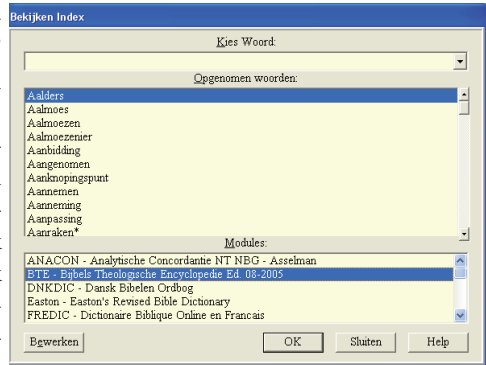 Bekijken Index
Kies Woord:
Opgenomen woorden:
Aalders
Aalmoes
Aalmoezen
Aalmoezenier
Aanbidding
Aangenomen
Aanknopingspunt
Aannemen
Aanneming
Aanpassing
Aanraken*
Modules:
ANACON - Analytische Concordantie NT NBG - Asselman
BTE - Bijbels Theologische Encyclopedie Ed. 08-2005
DNKDIC - Dansk Bibelen Ordbog
Easton - Easton's Revised Bible Dictionary
FREDIC - Dictionaire Biblique Online en Francais
Bewerken OK Sluiten Help